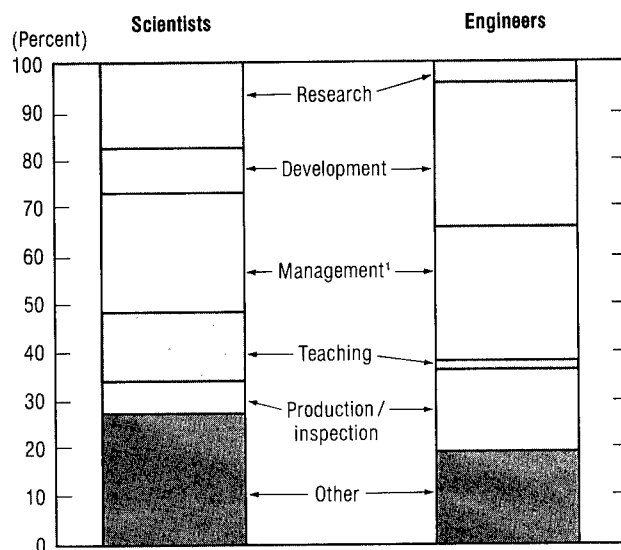 Scientists
Engineers
(Percent)
100
90
80
70
60
50
40
30
20
10
0
Research
Development
Management¹
Teaching
Production/
inspection
Other